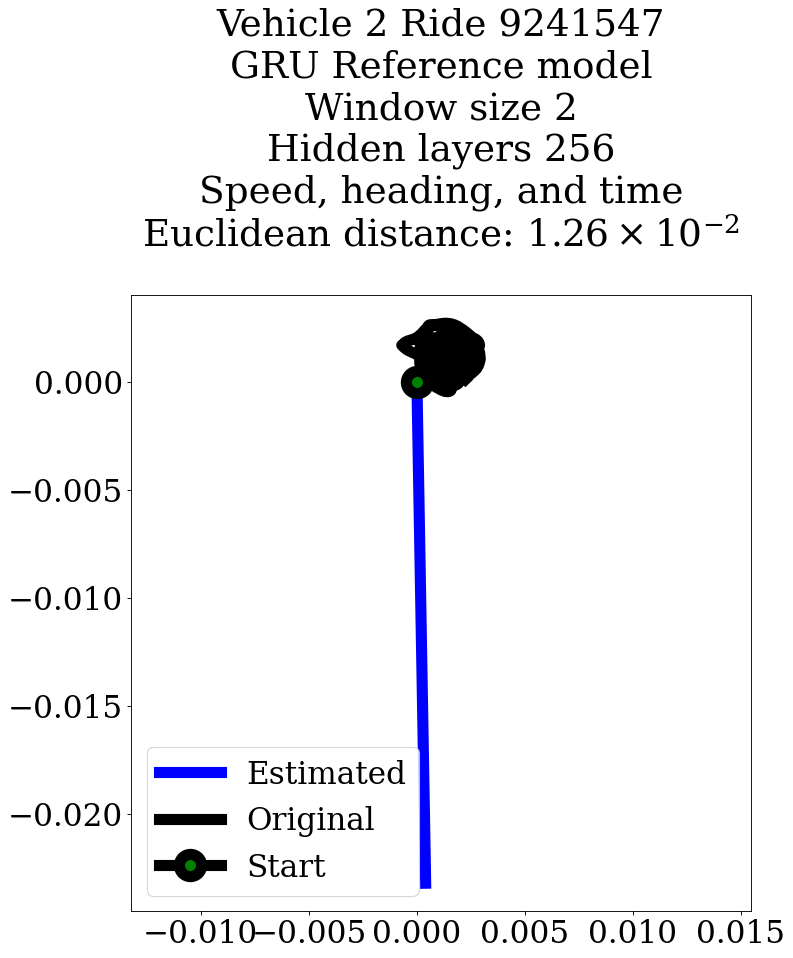 Vehicle 2 Ride 9241547
GRU Reference model
Window size 2
Hidden layers 256
Speed, heading, and time
Euclidean distance: 1.26 × 10⁻²
0.000
−0.005
−0.010
−0.015
−0.020
Estimated
Original
Start
−0.010 −0.005 0.000 0.005 0.010 0.015